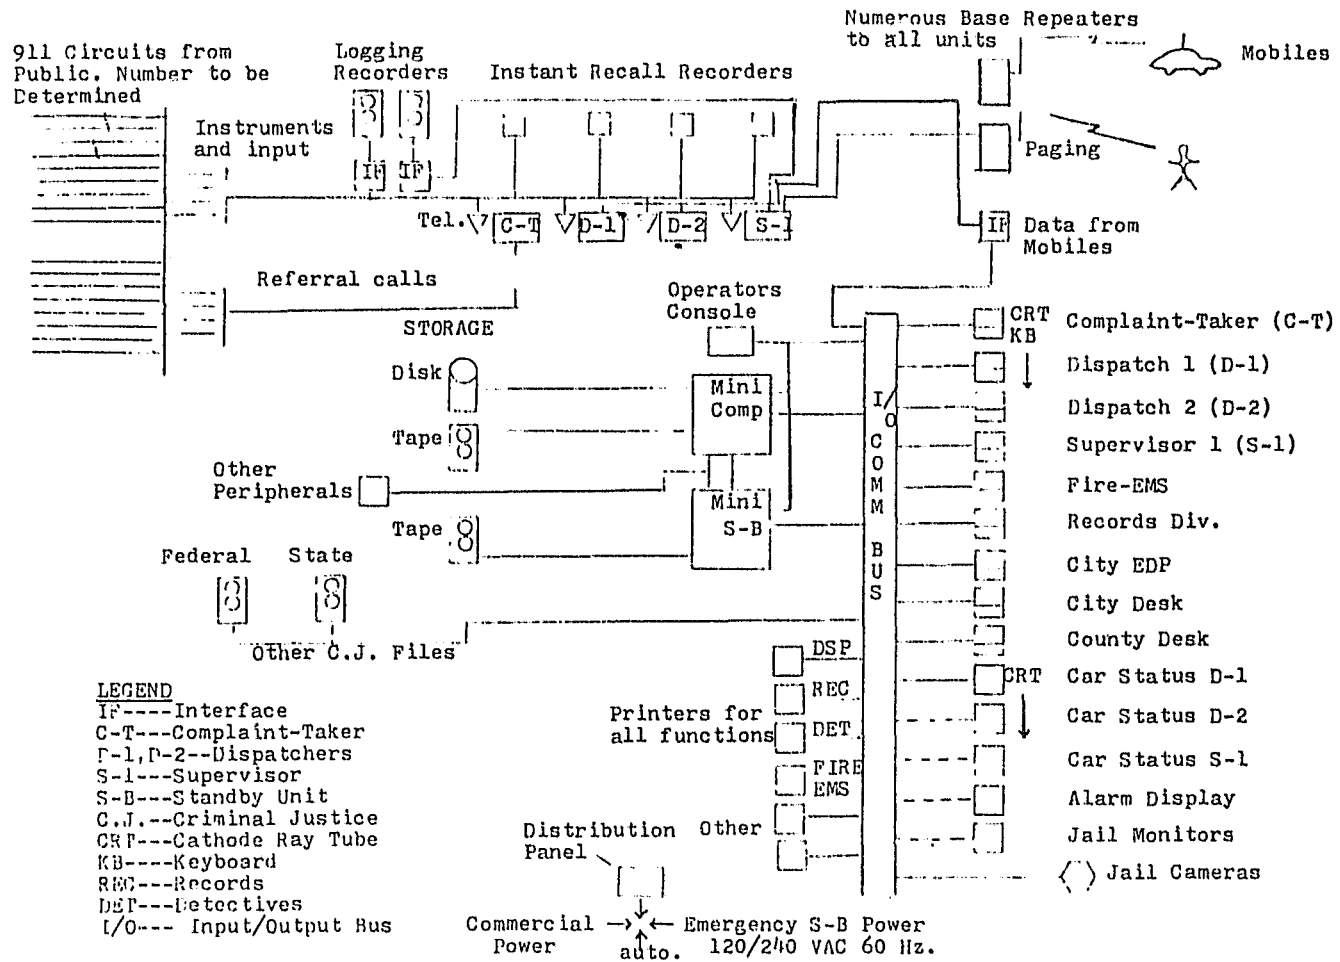 911 Circuits from
Public. Number to be
Determined
Logging
Recorders
Instant Recall Recorders
Numerous Base Repeaters
to all units
Mobiles
Instruments
and input
IF
IF
Paging
Tel.
C-T
D-1
D-2
S-1
IF
Data from
Mobiles
Referral calls
Operators
Console
STORAGE
Disk
Mini
Comp
Tape
Other
Peripherals
Mini
S-B
Tape
Federal
State
Other C.J. Files
I/O
COMM
BUS
CRT
KB
Complaint-Taker (C-T)
Dispatch 1 (D-1)
Dispatch 2 (D-2)
Supervisor 1 (S-1)
Fire-EMS
Records Div.
City EDP
City Desk
County Desk
CRT
Car Status D-1
Car Status D-2
Car Status S-1
Alarm Display
Jail Monitors
Jail Cameras
DSP
REC
Printers for
all functions
DET
FIRE
EMS
Other
LEGEND
IF----Interface
C-T---Complaint-Taker
D-1,D-2--Dispatchers
S-1---Supervisor
S-B---Standby Unit
C.J.--Criminal Justice
CRT---Cathode Ray Tube
KB----Keyboard
REC---Records
DET---Detectives
I/O--- Input/Output Bus
Distribution
Panel
Commercial
Power
auto.
Emergency S-B Power
120/240 VAC 60 Hz.